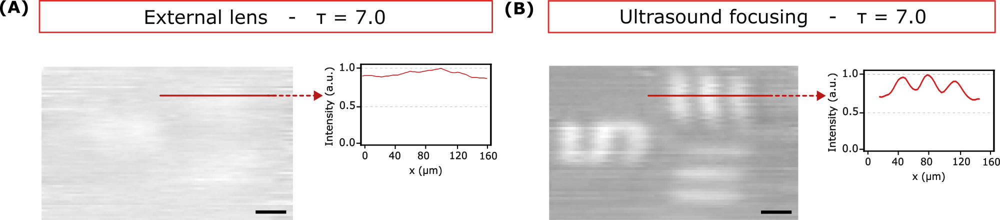 (A)
External lens - τ = 7.0
(B)
Ultrasound focusing - τ = 7.0
Intensity (a.u.)
1.0
0.5
0.0
0 40 80 120 160
x (µm)
5
Intensity (a.u.)
1.0
0.5
0.0
0 40 80 120 160
x (µm)